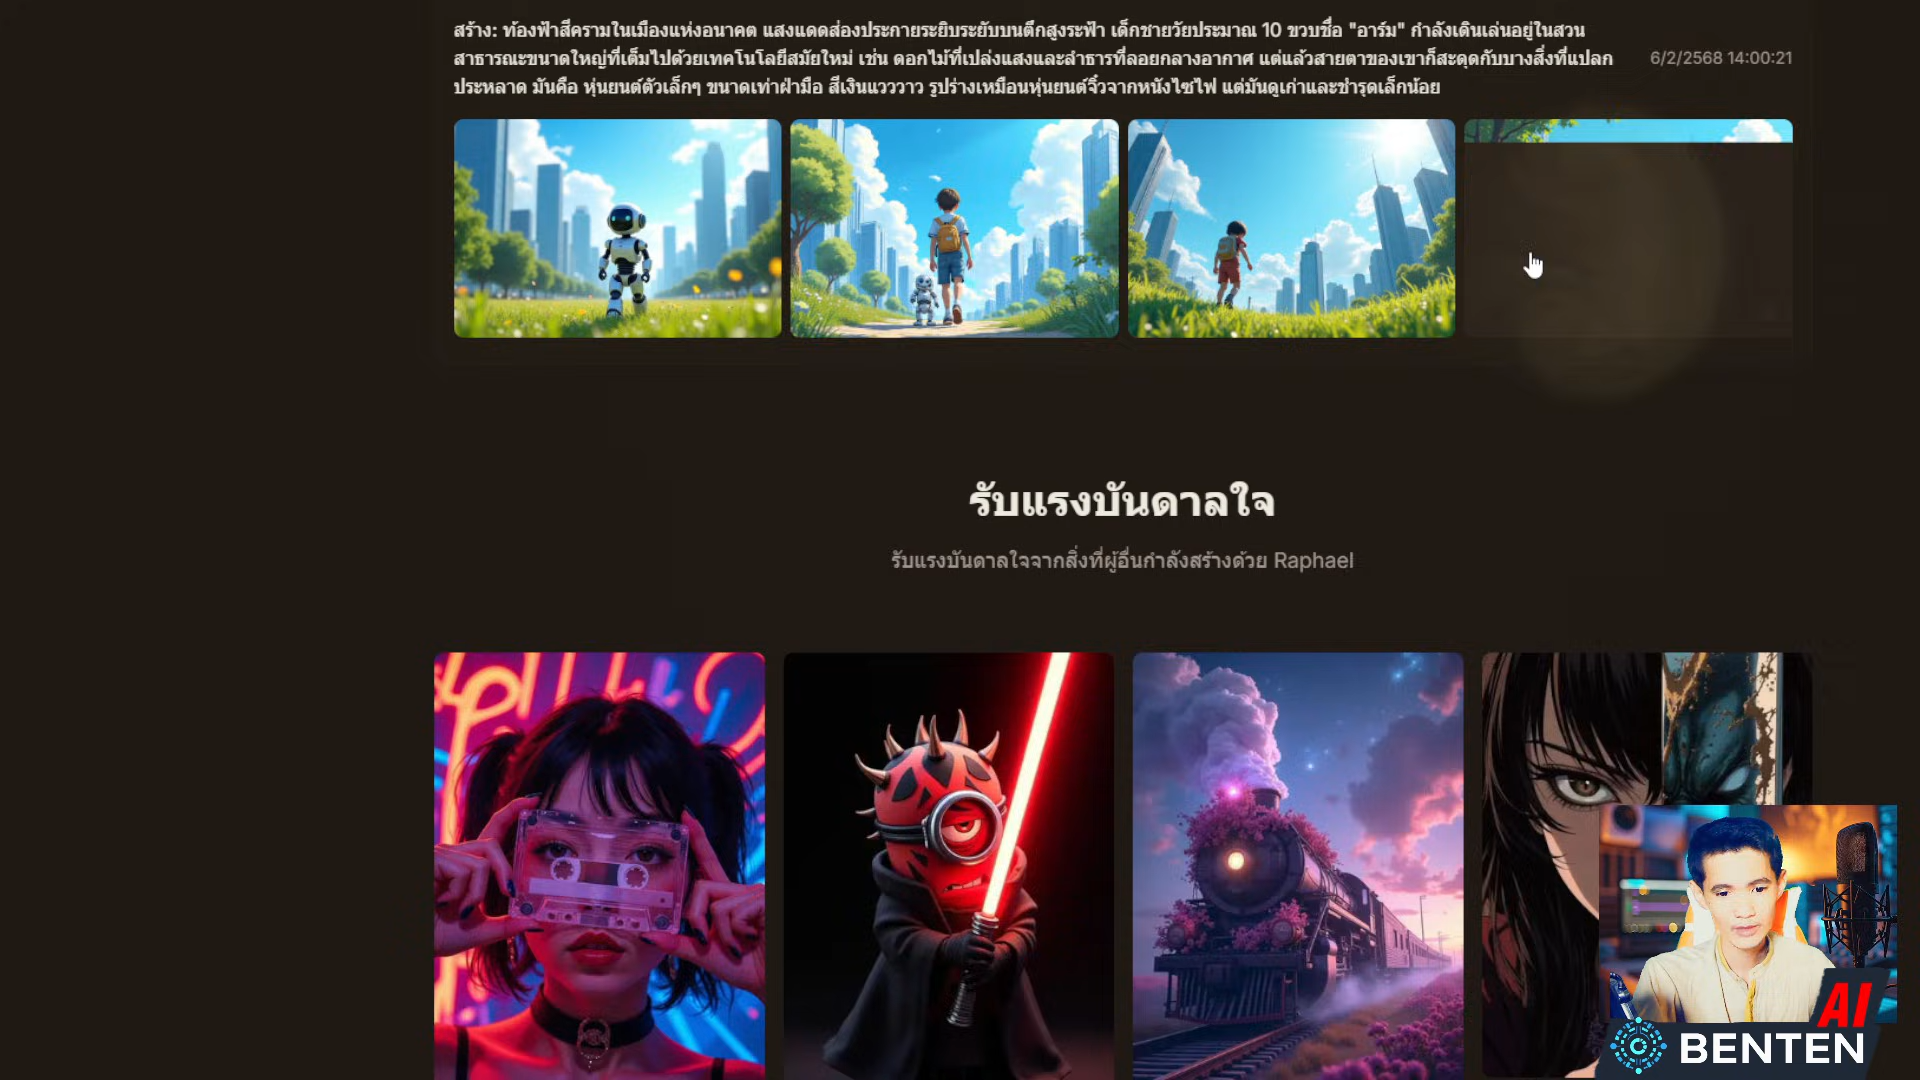 สร้าง: ท้องฟ้าสีครามในเมืองแห่งอนาคต แสงแดดส่องประกายระยิบระยับบนตึกสูงระฟ้า เด็กชายวัยประมาณ 10 ขวบชื่อ "อาร์ม" กำลังเดินเล่นอยู่ในสวน
สาธารณะขนาดใหญ่ที่เต็มไปด้วยเทคโนโลยีสมัยใหม่ เช่น ดอกไม้ที่เปล่งแสงและลำธารที่ลอยกลางอากาศ แต่แล้วสายตาของเขาก็สะดุดกับบางสิ่งที่แปลก
ประหลาด มันคือ หุ่นยนต์ตัวเล็กๆ ขนาดเท่าฝ่ามือ สีเงินแวววาว รูปร่างเหมือนหุ่นยนต์จิ๋วจากหนังไซไฟ แต่มันดูเก่าและชำรุดเล็กน้อย
6/2/2568 14:00:21
รับแรงบันดาลใจ
รับแรงบันดาลใจจากสิ่งที่ผู้อื่นกำลังสร้างด้วย Raphael
AI
BENTEN